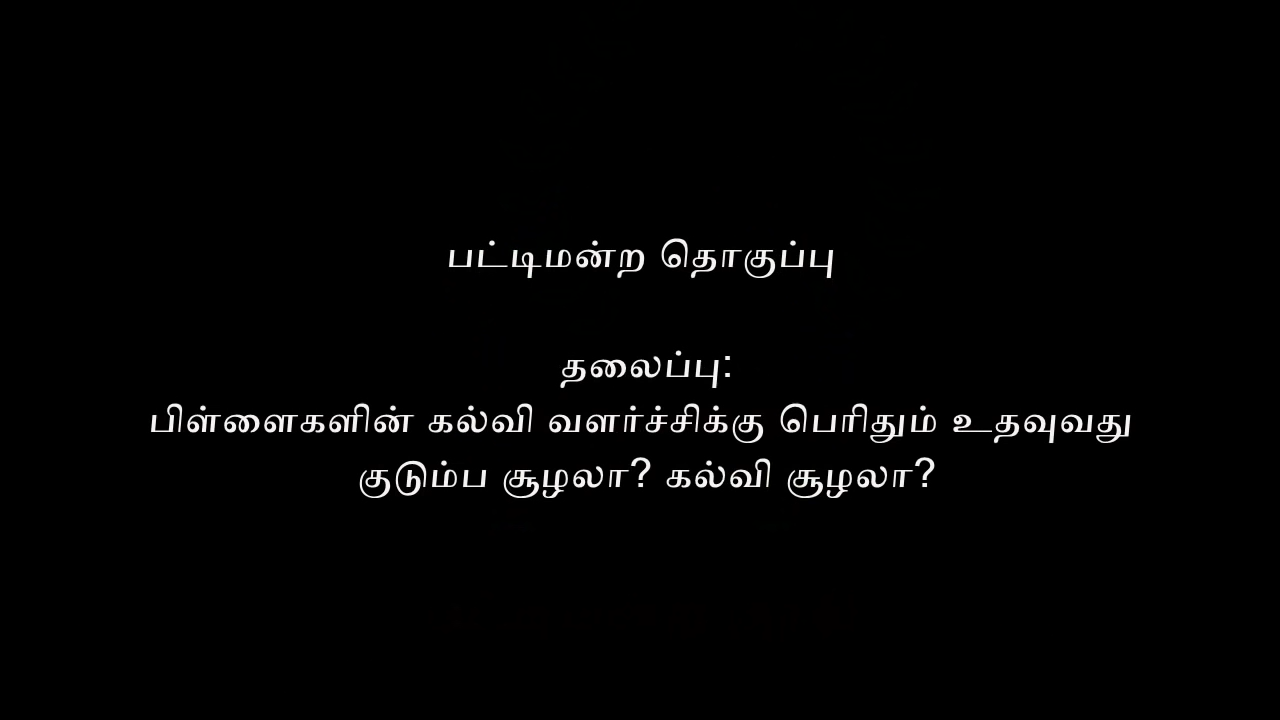 பட்டிமன்ற தொகுப்பு
தலைப்பு:
பிள்ளைகளின் கல்வி வளர்ச்சிக்கு பெரிதும் உதவுவது
குடும்ப சூழலா? கல்வி சூழலா?